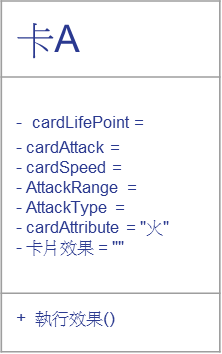 卡A
- cardLifePoint =
- cardAttack =
- cardSpeed =
- AttackRange =
- AttackType =
- cardAttribute = "火"
- 卡片效果 = ""
+ 執行效果()